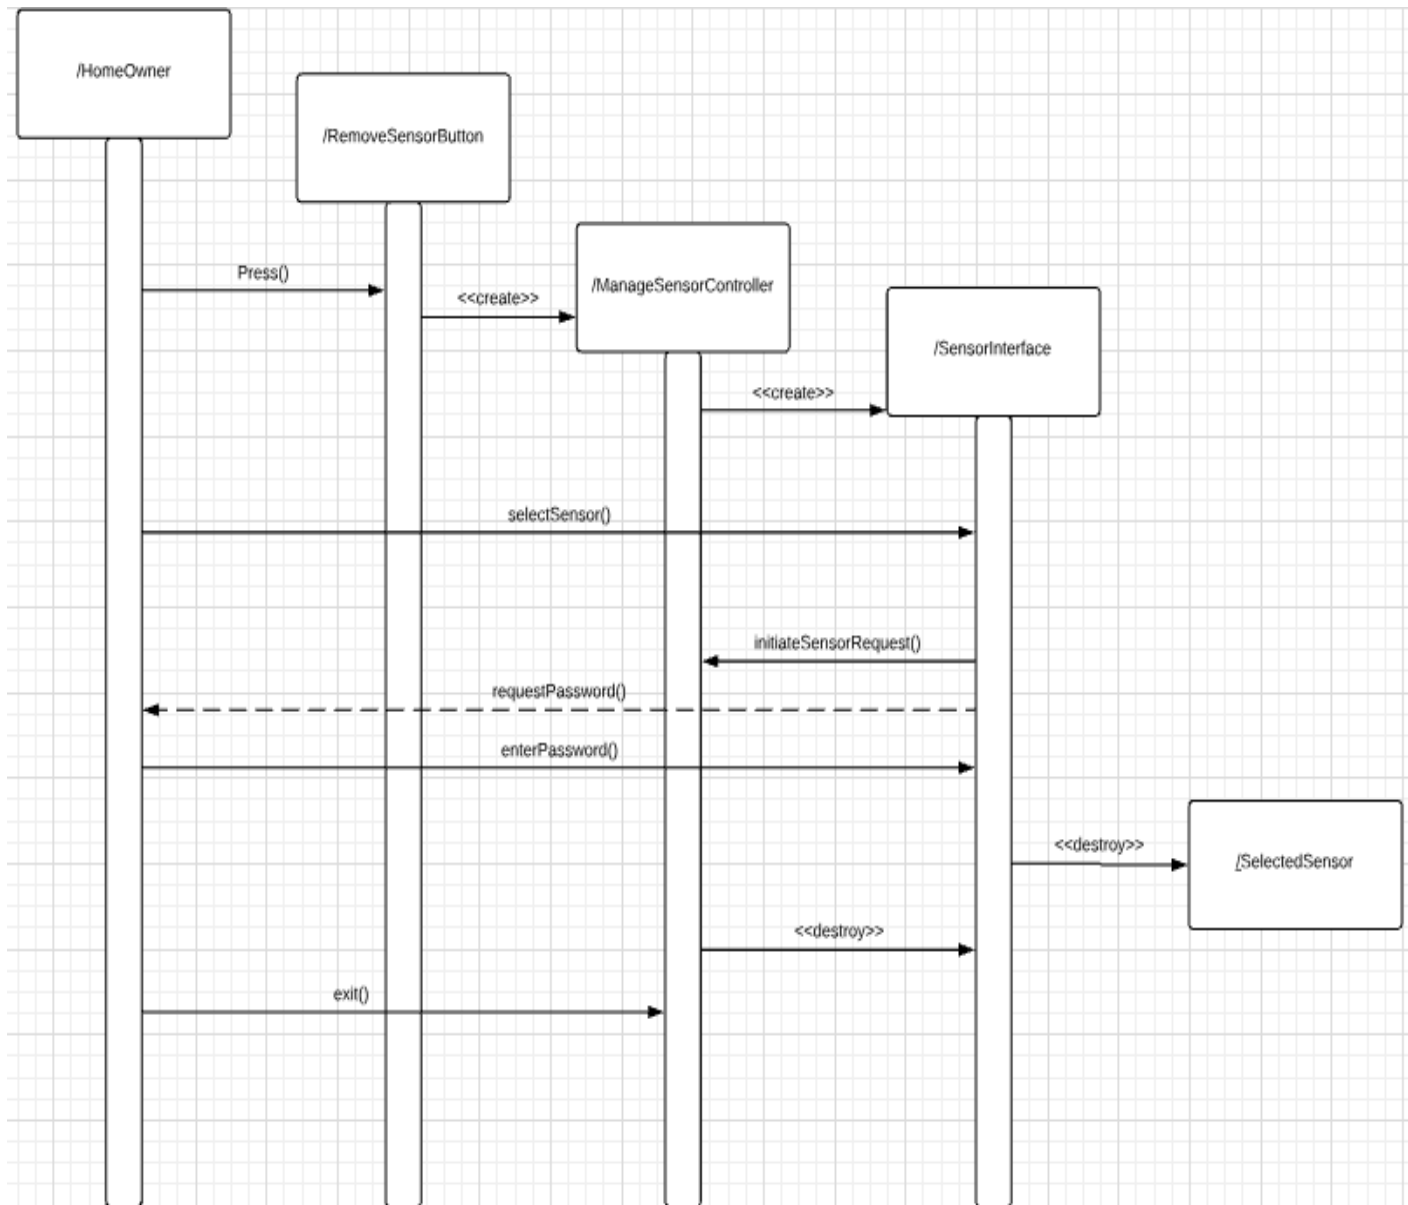 /HomeOwner
/RemoveSensorButton
Press()
<<create>>
/ManageSensorController
/SensorInterface
<<create>>
selectSensor()
initiateSensorRequest()
requestPassword()
enterPassword()
<<destroy>>
/SelectedSensor
<<destroy>>
exit()